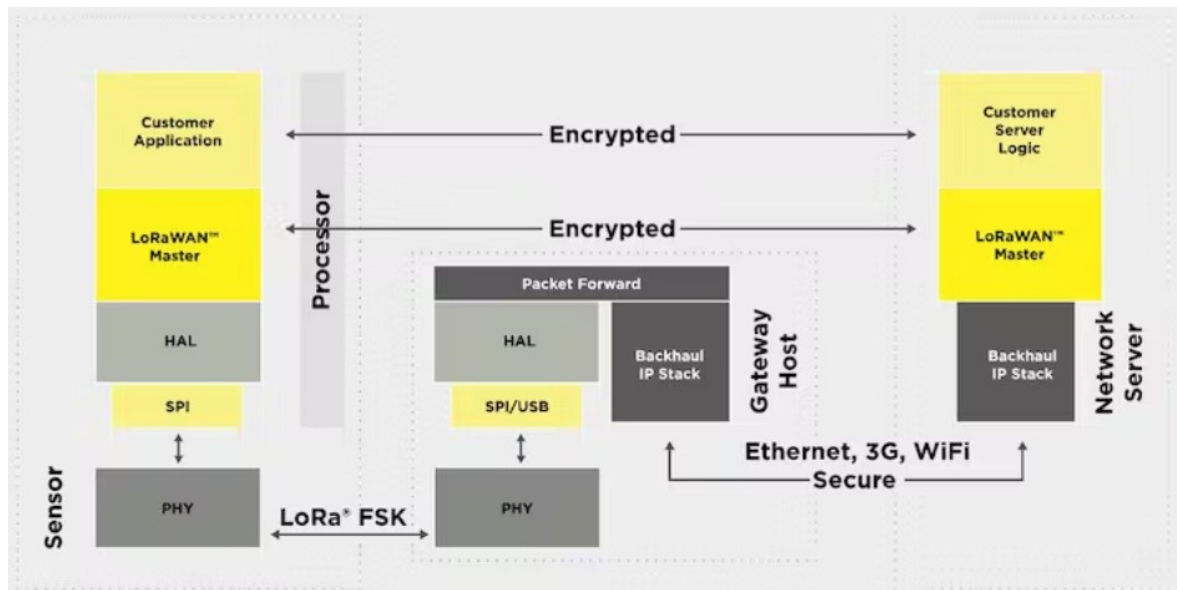 Customer
Application
LoRaWAN™
Master
HAL
SPI
PHY
Sensor
Processor
Encrypted
Encrypted
LoRa® FSK
Packet Forward
HAL
SPI/USB
PHY
Backhaul
IP Stack
Gateway
Host
Ethernet, 3G, WiFi
Secure
Customer
Server
Logic
LoRaWAN™
Master
Backhaul
IP Stack
Network
Server